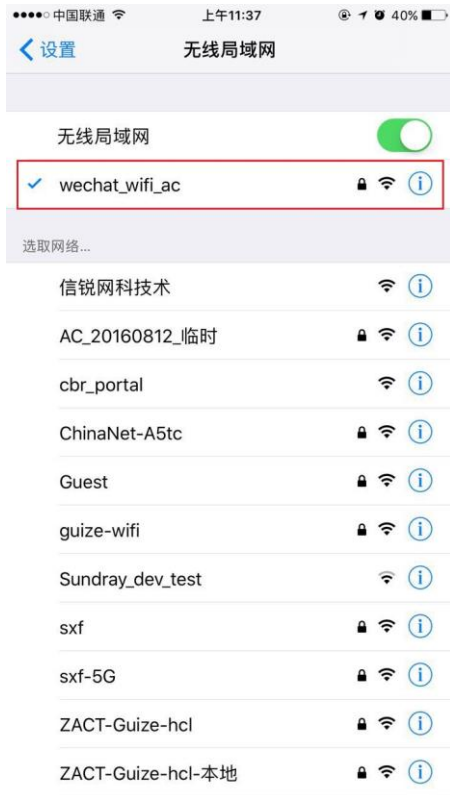 中国联通 上午11:37 40%
设置 无线局域网
无线局域网
wechat_wifi_ac
选取网络...
信锐网科技术
AC_20160812_临时
cbr_portal
ChinaNet-A5tc
Guest
guize-wifi
Sundray_dev_test
sxf
sxf-5G
ZACT-Guize-hcl
ZACT-Guize-hcl-本地